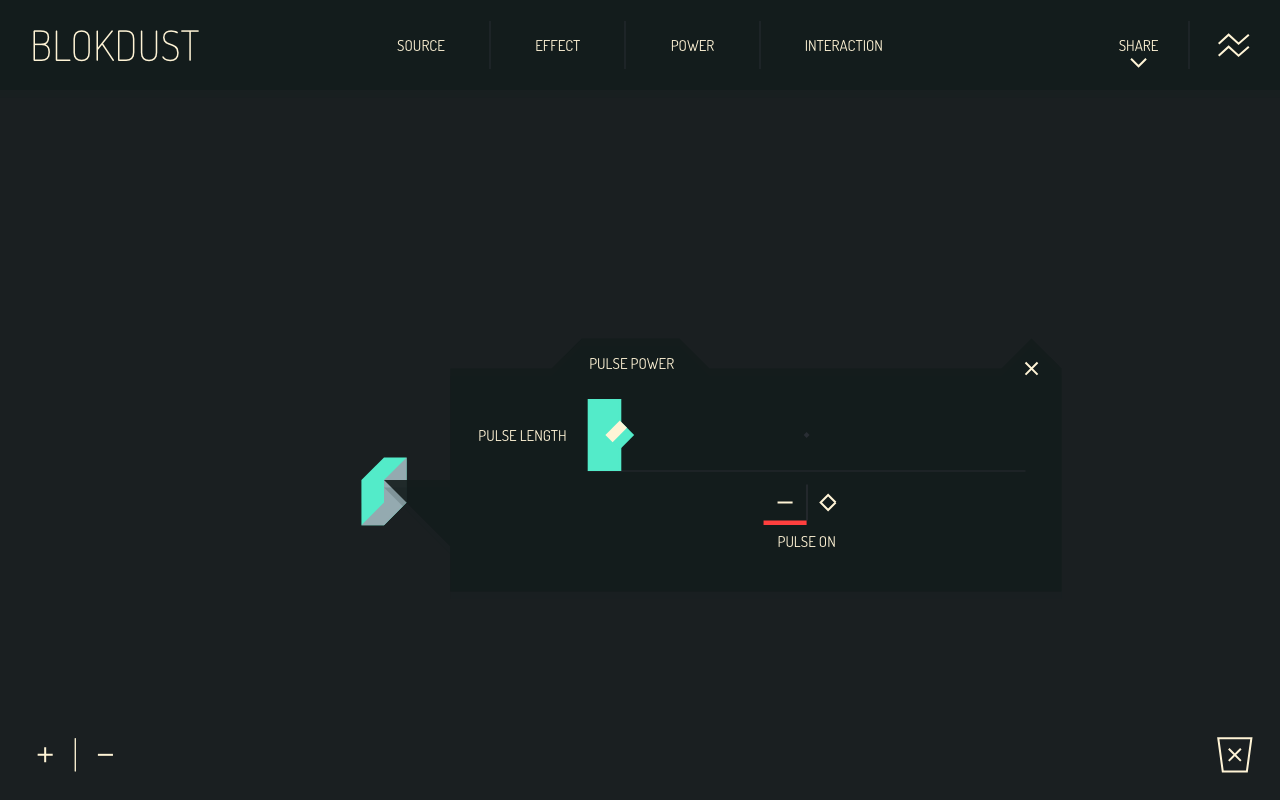 BLOKDUST
SOURCE
EFFECT
POWER
INTERACTION
SHARE
PULSE POWER
PULSE LENGTH
PULSE ON